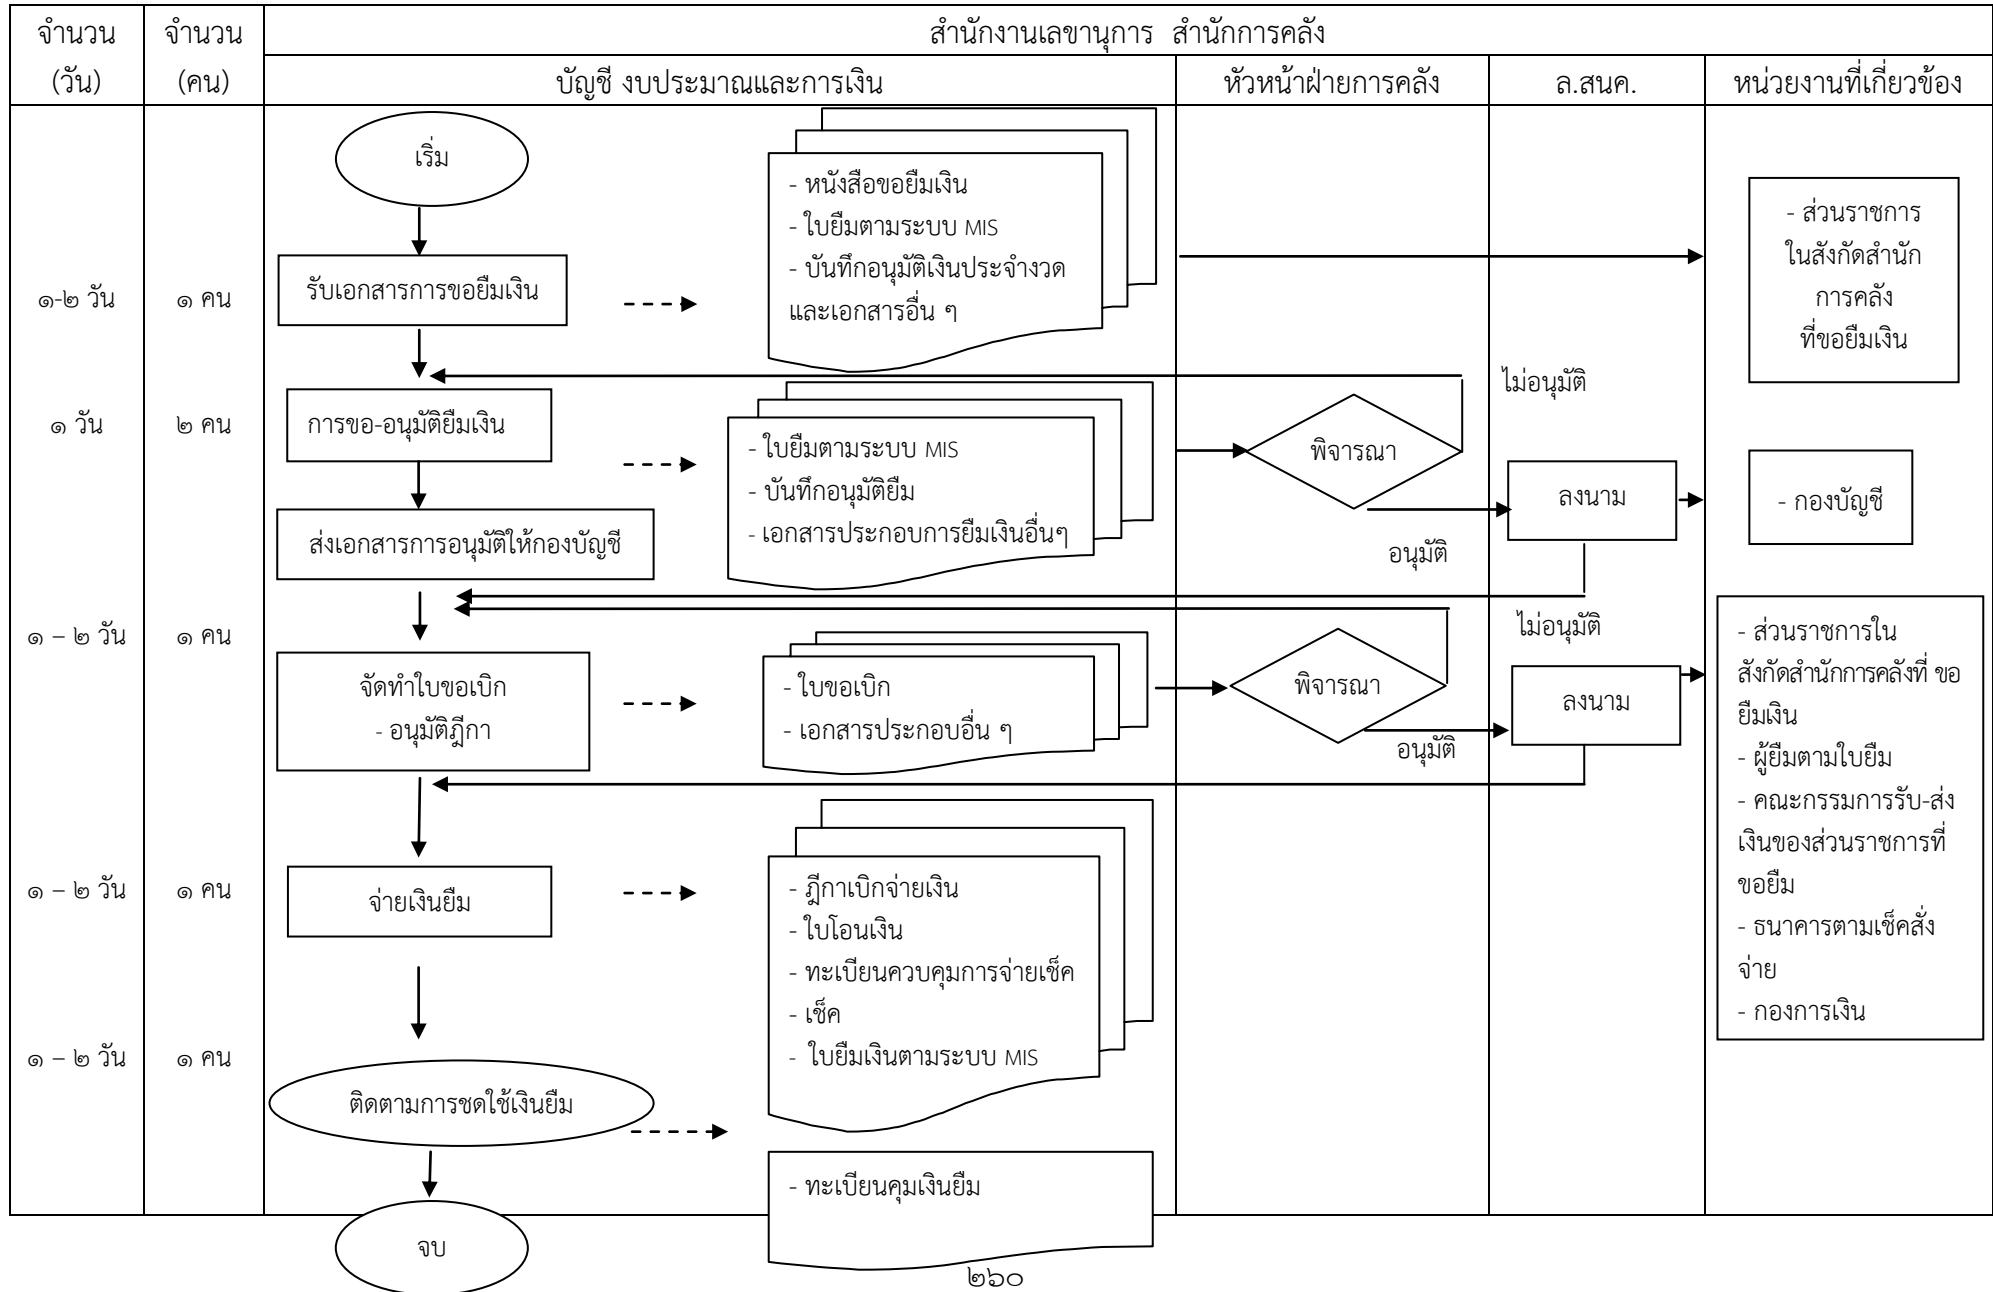 จำนวน
(วัน)
จำนวน
(คน)
สำนักงานเลขานุการ สำนักการคลัง
บัญชี งบประมาณและการเงิน
หัวหน้าฝ่ายการคลัง
ล.สนค.
หน่วยงานที่เกี่ยวข้อง
เริ่ม
- หนังสือขอยืมเงิน
- ใบยืมตามระบบ MIS
- บันทึกอนุมัติเงินประจำงวด
และเอกสารอื่น ๆ
- ส่วนราชการ
ในสังกัดสำนัก
การคลัง
ที่ขอยืมเงิน
๑-๒ วัน
๑ คน
รับเอกสารการขอยืมเงิน
ไม่อนุมัติ
๑ วัน
๒ คน
การขอ-อนุมัติยืมเงิน
- ใบยืมตามระบบ MIS
- บันทึกอนุมัติยืม
- เอกสารประกอบการยืมเงินอื่นๆ
พิจารณา
ลงนาม
- กองบัญชี
ส่งเอกสารการอนุมัติให้กองบัญชี
อนุมัติ
๑ – ๒ วัน
๑ คน
ไม่อนุมัติ
จัดทำใบขอเบิก
- อนุมัติฎีกา
- ใบขอเบิก
- เอกสารประกอบอื่น ๆ
พิจารณา
ลงนาม
อนุมัติ
- ส่วนราชการใน
สังกัดสำนักการคลังที่ ขอ
ยืมเงิน
- ผู้ยืมตามใบยืม
- คณะกรรมการรับ-ส่ง
เงินของส่วนราชการที่
ขอยืม
- ธนาคารตามเช็คสั่ง
จ่าย
- กองการเงิน
๑ – ๒ วัน
๑ คน
จ่ายเงินยืม
- ฎีกาเบิกจ่ายเงิน
- ใบโอนเงิน
- ทะเบียนควบคุมการจ่ายเช็ค
- เช็ค
- ใบยืมเงินตามระบบ MIS
๑ – ๒ วัน
๑ คน
ติดตามการชดใช้เงินยืม
- ทะเบียนคุมเงินยืม
จบ
๒๖๐